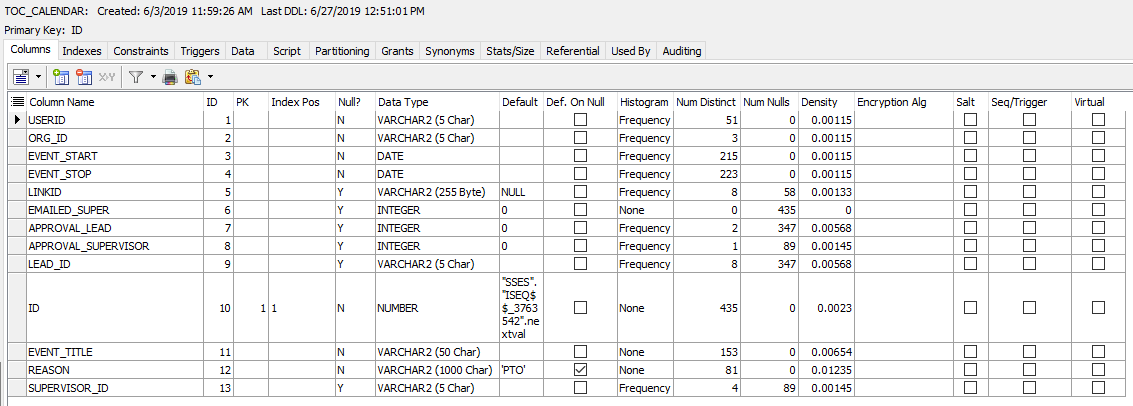 TOC_CALENDAR: Created: 6/3/2019 11:59:26 AM Last DDL: 6/27/2019 12:51:01 PM
Primary Key: ID
Columns Indexes Constraints Triggers Data Script Partitioning Grants Synonyms Stats/Size Referential Used By Auditing
X-Y
Column Name ID PK Index Pos Null? Data Type Default Def. On Null Histogram Num Distinct Num Nulls Density Encryption Alg Salt Seq/Trigger Virtual
USERID 1 N VARCHAR2 (5 Char) Frequency 51 0 0.00115
ORG_ID 2 N VARCHAR2 (5 Char) Frequency 3 0 0.00115
EVENT_START 3 N DATE Frequency 215 0 0.00115
EVENT_STOP 4 N DATE Frequency 223 0 0.00115
LINKID 5 Y VARCHAR2 (255 Byte) NULL Frequency 8 58 0.00133
EMAILED_SUPER 6 Y INTEGER 0 None 0 435 0
APPROVAL_LEAD 7 Y INTEGER 0 Frequency 2 347 0.00568
APPROVAL_SUPERVISOR 8 Y INTEGER 0 Frequency 1 89 0.00145
LEAD_ID 9 Y VARCHAR2 (5 Char) Frequency 8 347 0.00568
"SSES".
"ISEQ$
ID 10 1 1 N NUMBER $_3763 None 435 0 0.0023
542".ne
xtval
EVENT_TITLE 11 N VARCHAR2 (50 Char) None 153 0 0.00654
REASON 12 N VARCHAR2 (1000 Char) 'PTO' None 81 0 0.01235
SUPERVISOR_ID 13 Y VARCHAR2 (5 Char) Frequency 4 89 0.00145